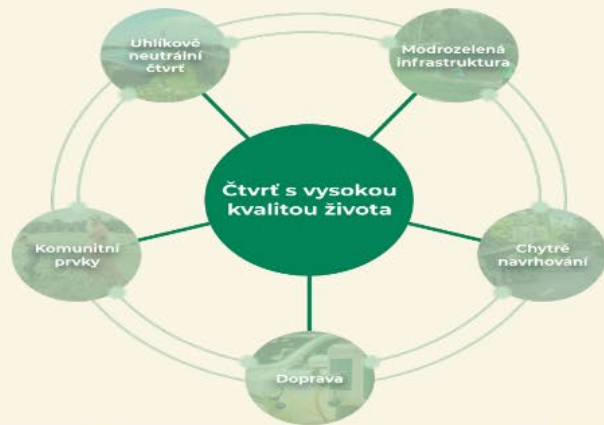 Uhlíkově
neutrální
čtvrť
Modrozelená
infrastruktura
Čtvrť s vysokou
kvalitou života
Komunitní
prvky
Chytré
navrhování
Doprava